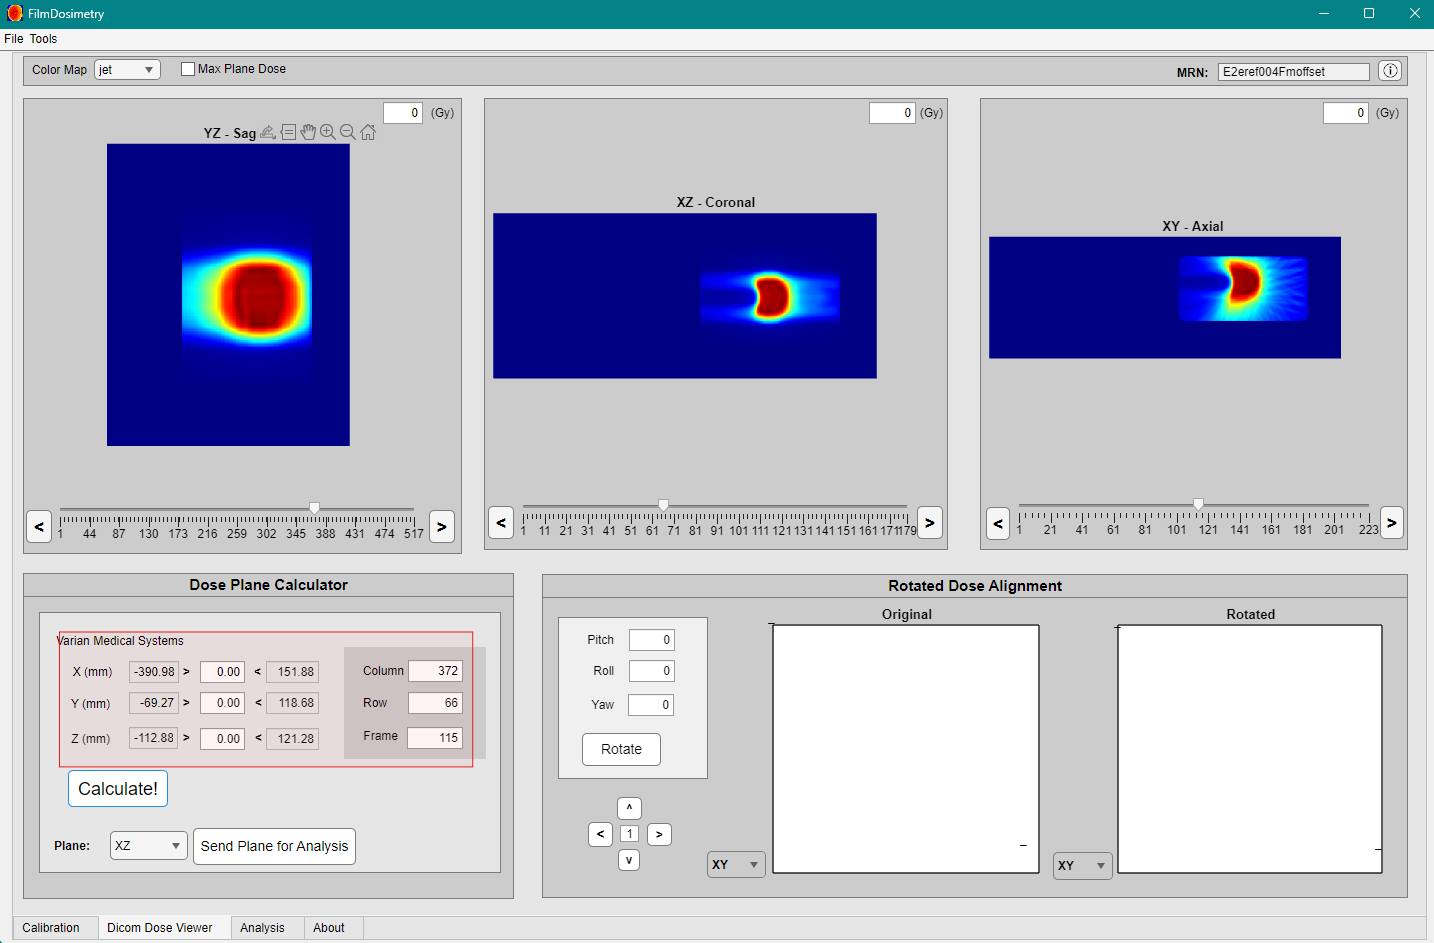 FilmDosimetry
File Tools
Color Map jet Max Plane Dose MRN: E2eref004Fmoffset
0 (Gy)
YZ - Sag
1 44 87 130 173 216 259 302 345 388 431 474 517
< >
0 (Gy)
XZ - Coronal
1 11 21 31 41 51 61 71 81 91 101 111 121 131 141 151 161 171 179
< >
0 (Gy)
XY - Axial
1 21 41 61 81 101 121 141 161 181 201 223
< >
Dose Plane Calculator
Varian Medical Systems
X (mm) -390.98 > 0.00 < 151.88 Column 372
Y (mm) -69.27 > 0.00 < 118.68 Row 66
Z (mm) -112.88 > 0.00 < 121.28 Frame 115
Calculate!
Plane: XZ Send Plane for Analysis
Rotated Dose Alignment
Pitch 0
Roll 0
Yaw 0
Rotate
^
< 1 >
v
Original
XY
Rotated
XY
Calibration Dicom Dose Viewer Analysis About